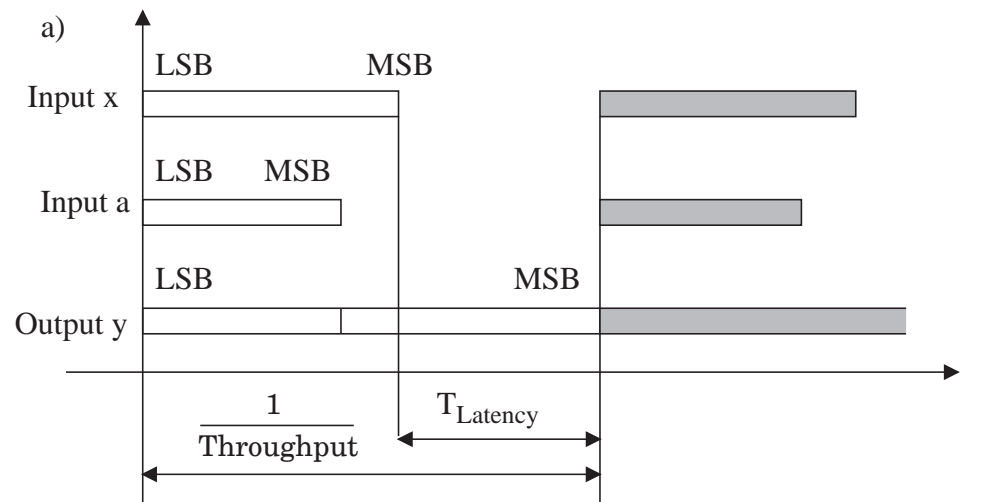 a)
LSB MSB
Input x
LSB MSB
Input a
LSB MSB
Output y
1
Throughput
T_Latency